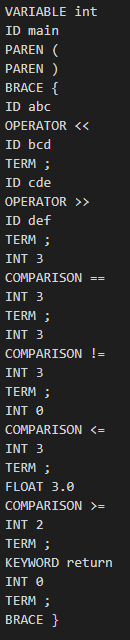 VARIABLE int
ID main
PAREN (
PAREN )
BRACE {
ID abc
OPERATOR <<
ID bcd
TERM ;
ID cde
OPERATOR >>
ID def
TERM ;
INT 3
COMPARISON ==
INT 3
TERM ;
INT 3
COMPARISON !=
INT 3
TERM ;
INT 0
COMPARISON <=
INT 3
TERM ;
FLOAT 3.0
COMPARISON >=
INT 2
TERM ;
KEYWORD return
INT 0
TERM ;
BRACE }